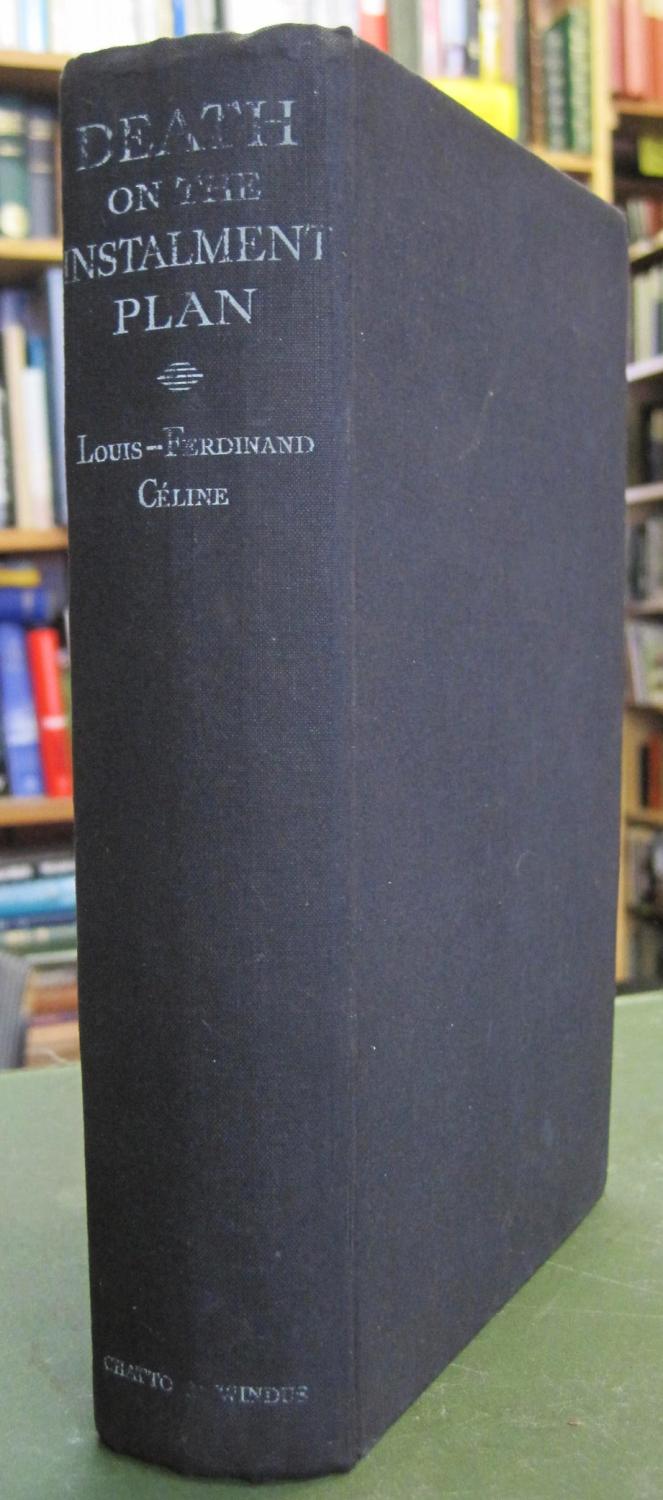 DEATH
ON THE
INSTALMENT
PLAN
LOUIS-FERDINAND
CÉLINE
CHATTO & WINDUS